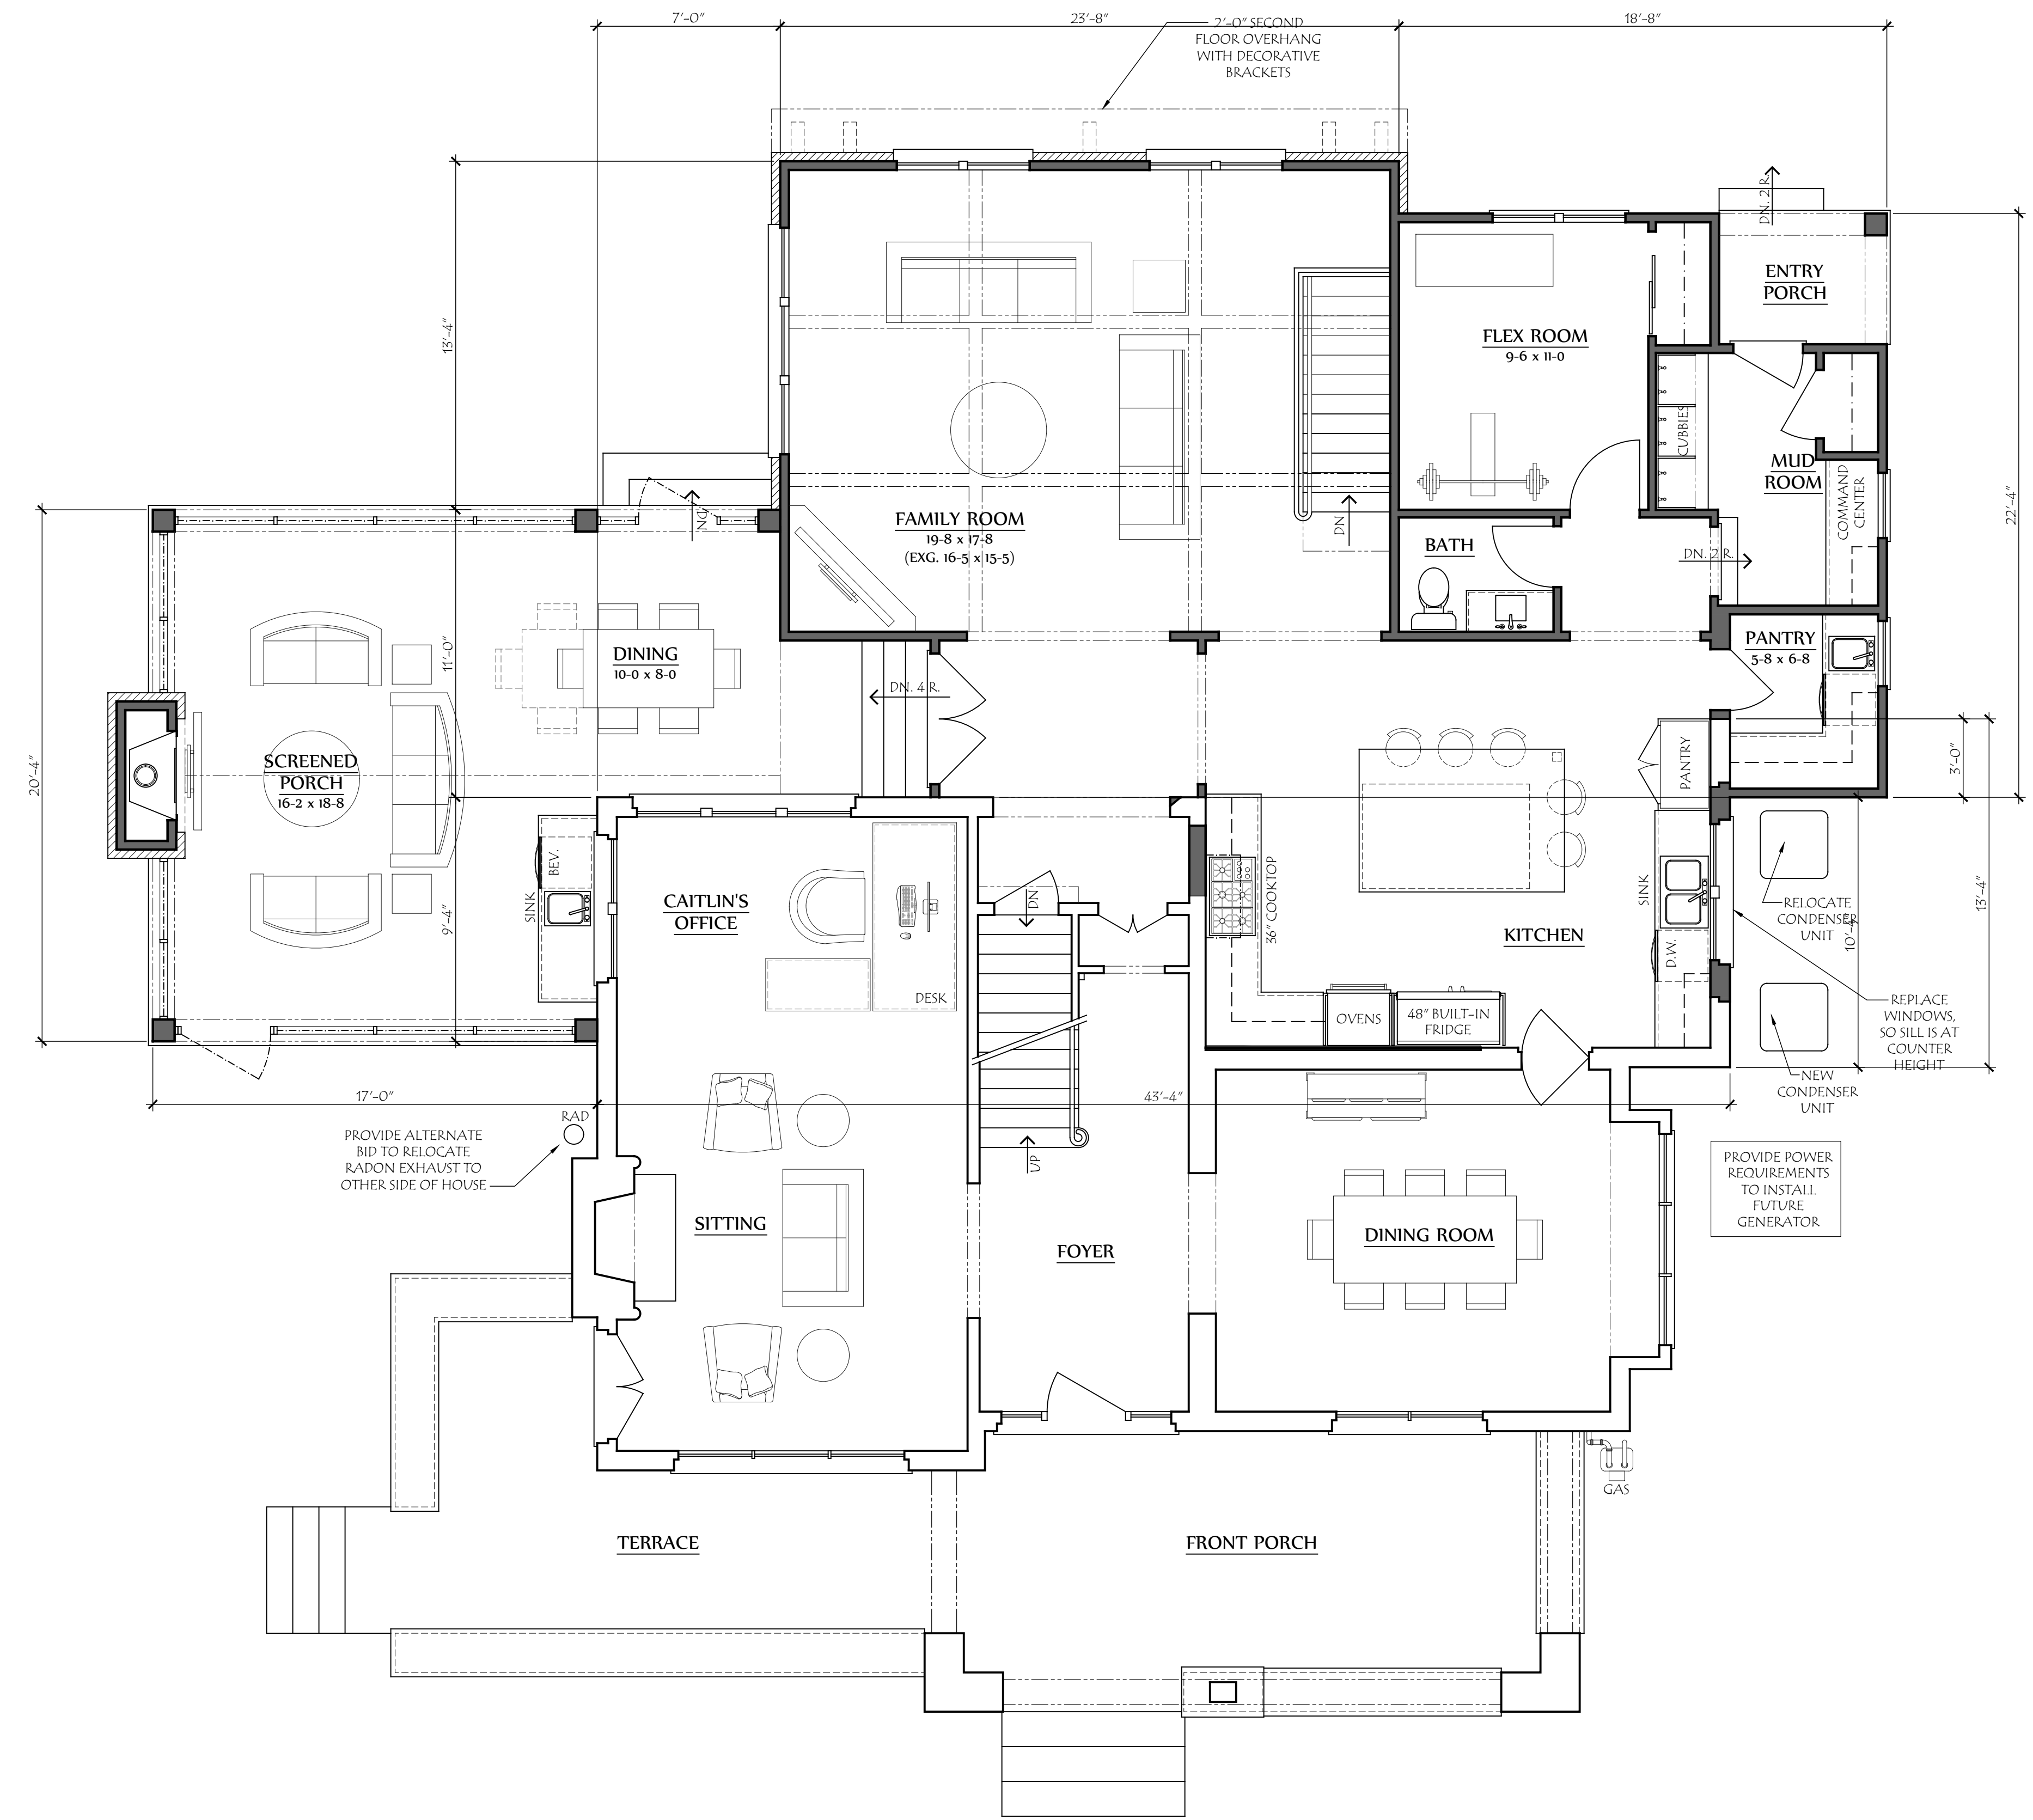 7'-0"
23'-8"
18'-8"
2'-0" SECOND
FLOOR OVERHANG
WITH DECORATIVE
BRACKETS
DN. 2 R.
ENTRY
PORCH
13'-4"
FLEX ROOM
9-6 x 11-0
CUBBIES
MUD
ROOM
COMMAND
CENTER
22'-4"
FAMILY ROOM
19-8 x 17-8
(EXG. 16-5 x 15-5)
DN
DN
BATH
DN. 2 R.
DINING
10-0 x 8-0
11'-0"
DN. 4 R.
PANTRY
5-8 x 6-8
20'-4"
SCREENED
PORCH
16-2 x 18-8
PANTRY
3'-0"
13'-4"
BEV.
SINK
9'-4"
CAITLIN'S
OFFICE
DESK
DN
36" COOKTOP
KITCHEN
SINK
D.W.
OVENS
48" BUILT-IN
FRIDGE
RELOCATE
CONDENSER
UNIT
10'-4"
REPLACE
WINDOWS,
SO SILL IS AT
COUNTER
HEIGHT
NEW
CONDENSER
UNIT
17'-0"
43'-4"
RAD
PROVIDE ALTERNATE
BID TO RELOCATE
RADON EXHAUST TO
OTHER SIDE OF HOUSE
UP
PROVIDE POWER
REQUIREMENTS
TO INSTALL
FUTURE
GENERATOR
SITTING
FOYER
DINING ROOM
GAS
TERRACE
FRONT PORCH